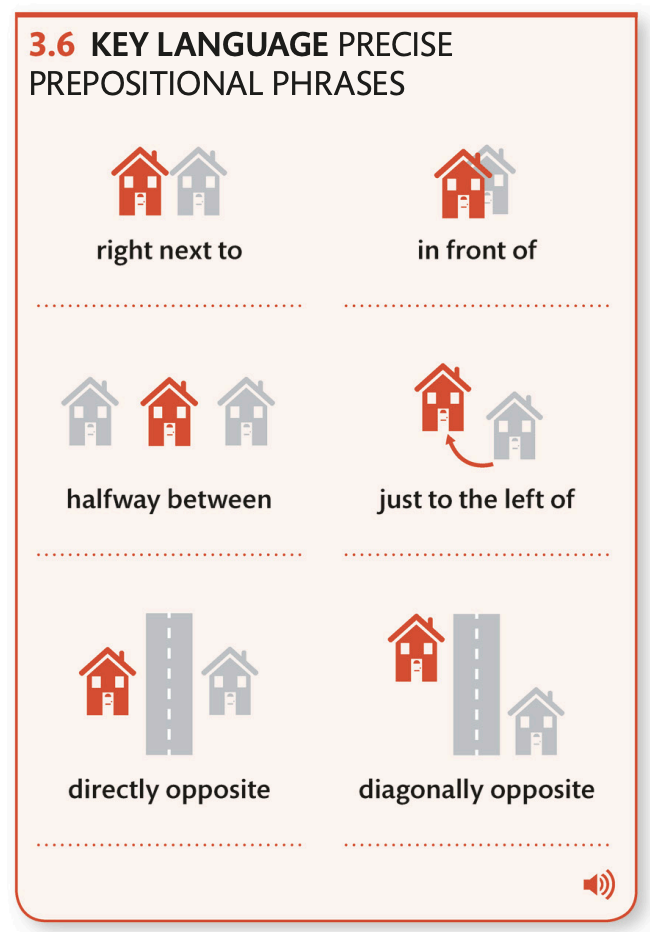 3.6 KEY LANGUAGE PRECISE
PREPOSITIONAL PHRASES
right next to
in front of
halfway between
just to the left of
directly opposite
diagonally opposite